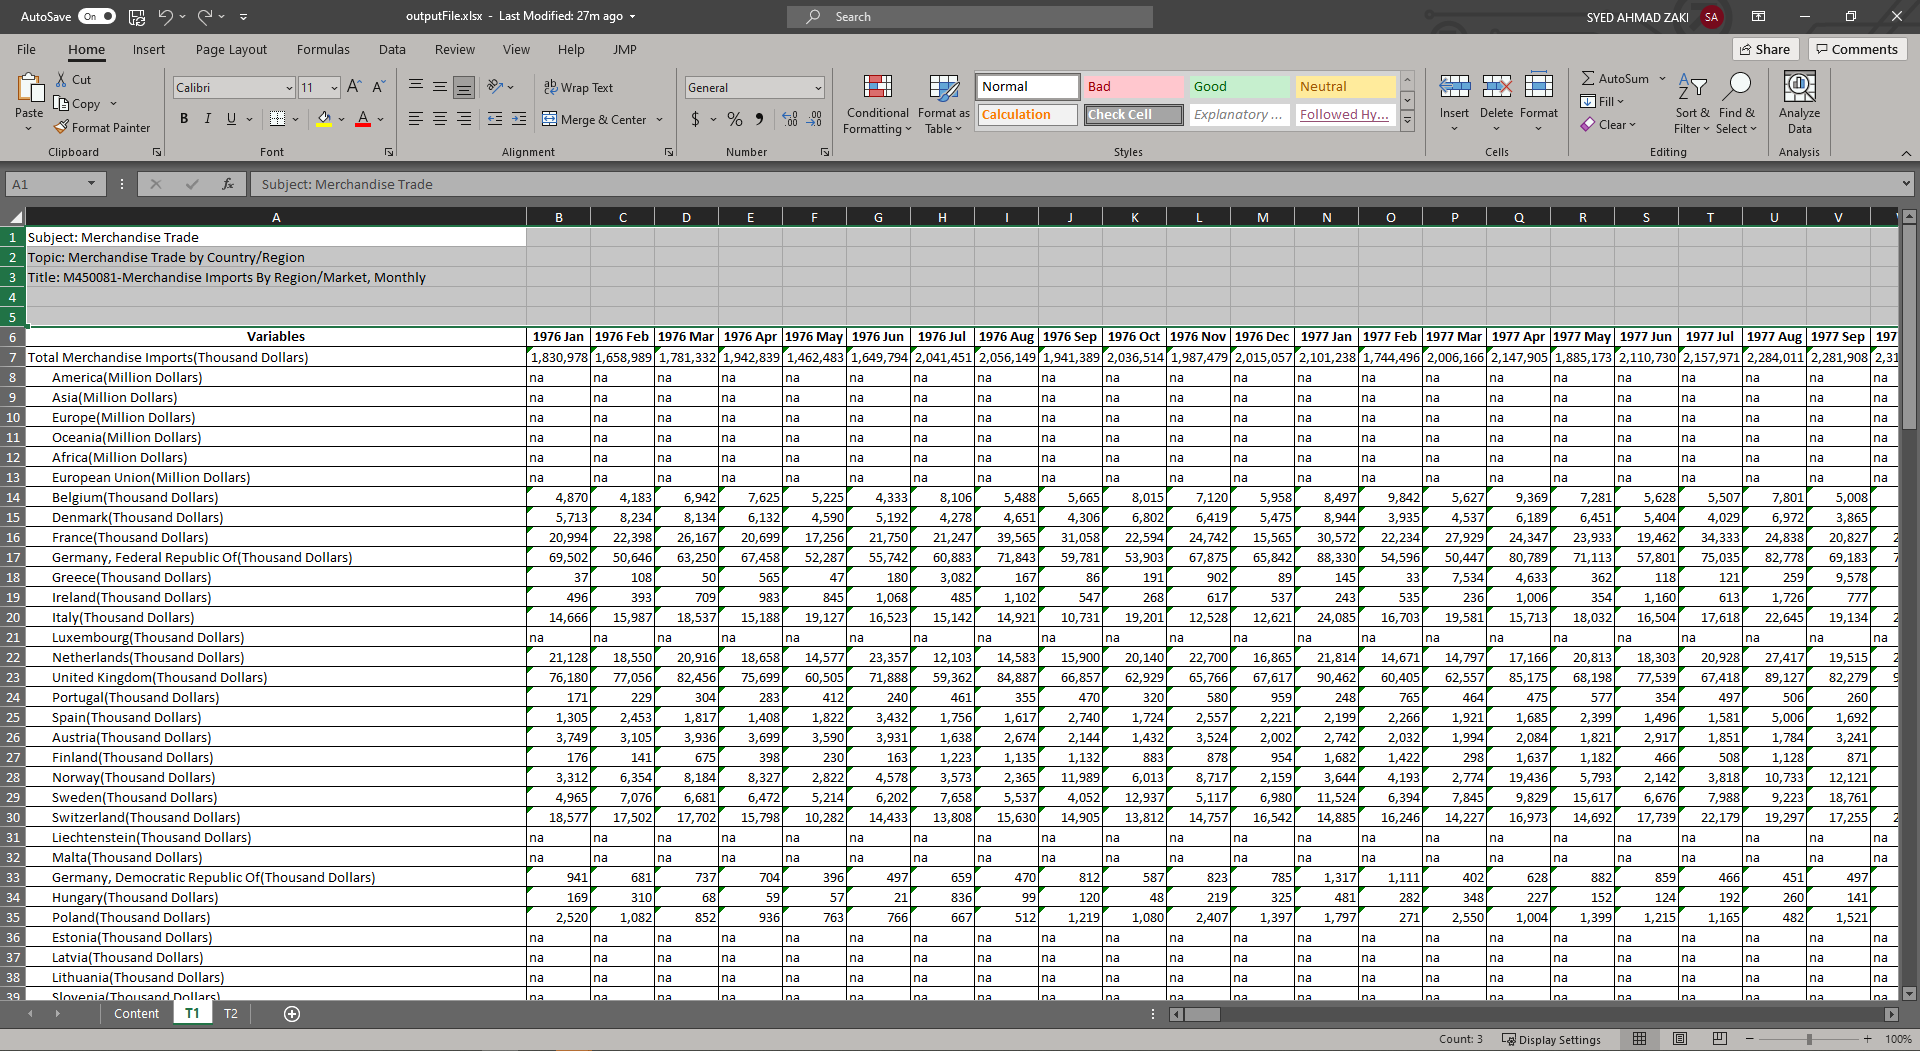 AutoSave On outputFile.xlsx - Last Modified: 27m ago Search SYED AHMAD ZAKI SA
File Home Insert Page Layout Formulas Data Review View Help JMP Share Comments
Paste Cut Copy Format Painter
Clipboard
Calibri 11 A A B I U A
Font
ab Wrap Text Merge & Center
Alignment
General $ % 9
Number
Conditional Formatting Format as Table
Normal Bad Good Neutral
Calculation Check Cell Explanatory ... Followed Hy...
Styles
Insert Delete Format
Cells
AutoSum Fill Clear Sort & Filter Find & Select
Editing
Analyze Data
Analysis
A1 fx Subject: Merchandise Trade
A B C D E F G H I J K L M N O P Q R S T U V
1 Subject: Merchandise Trade
2 Topic: Merchandise Trade by Country/Region
3 Title: M450081-Merchandise Imports By Region/Market, Monthly
4
5
6 Variables 1976 Jan 1976 Feb 1976 Mar 1976 Apr 1976 May 1976 Jun 1976 Jul 1976 Aug 1976 Sep 1976 Oct 1976 Nov 1976 Dec 1977 Jan 1977 Feb 1977 Mar 1977 Apr 1977 May 1977 Jun 1977 Jul 1977 Aug 1977 Sep 197
7 Total Merchandise Imports(Thousand Dollars) 1,830,978 1,658,989 1,781,332 1,942,839 1,462,483 1,649,794 2,041,451 2,056,149 1,941,389 2,036,514 1,987,479 2,015,057 2,101,238 1,744,496 2,006,166 2,147,905 1,885,173 2,110,730 2,157,971 2,284,011 2,281,908 2,31
8 America(Million Dollars) na na na na na na na na na na na na na na na na na na na na na na
9 Asia(Million Dollars) na na na na na na na na na na na na na na na na na na na na na na
10 Europe(Million Dollars) na na na na na na na na na na na na na na na na na na na na na na
11 Oceania(Million Dollars) na na na na na na na na na na na na na na na na na na na na na na
12 Africa(Million Dollars) na na na na na na na na na na na na na na na na na na na na na na
13 European Union(Million Dollars) na na na na na na na na na na na na na na na na na na na na na na
14 Belgium(Thousand Dollars) 4,870 4,183 6,942 7,625 5,225 4,333 8,106 5,488 5,665 8,015 7,120 5,958 8,497 9,842 5,627 9,369 7,281 5,628 5,507 7,801 5,008
15 Denmark(Thousand Dollars) 5,713 8,234 8,134 6,132 4,590 5,192 4,278 4,651 4,306 6,802 6,419 5,475 8,944 3,935 4,537 6,189 6,451 5,404 4,029 6,972 3,865
16 France(Thousand Dollars) 20,994 22,398 26,167 20,699 17,256 21,750 21,247 39,565 31,058 22,594 24,742 15,565 30,572 22,234 27,929 24,347 23,933 19,462 34,333 24,838 20,827 2
17 Germany, Federal Republic Of(Thousand Dollars) 69,502 50,646 63,250 67,458 52,287 55,742 60,883 71,843 59,781 53,903 67,875 65,842 88,330 54,596 50,447 80,789 71,113 57,801 75,035 82,778 69,183 7
18 Greece(Thousand Dollars) 37 108 50 565 47 180 3,082 167 86 191 902 89 145 33 7,534 4,633 362 118 121 259 9,578
19 Ireland(Thousand Dollars) 496 393 709 983 845 1,068 485 1,102 547 268 617 537 243 535 236 1,006 354 1,160 613 1,726 777
20 Italy(Thousand Dollars) 14,666 15,987 18,537 15,188 19,127 16,523 15,142 14,921 10,731 19,201 12,528 12,621 24,085 16,703 19,581 15,713 18,032 16,504 17,618 22,645 19,134 2
21 Luxembourg(Thousand Dollars) na na na na na na na na na na na na na na na na na na na na na na
22 Netherlands(Thousand Dollars) 21,128 18,550 20,916 18,658 14,577 23,357 12,103 14,583 15,900 20,140 22,700 16,865 21,814 14,671 14,797 17,166 20,813 18,303 20,928 27,417 19,515 2
23 United Kingdom(Thousand Dollars) 76,180 77,056 82,456 75,699 60,505 71,888 59,362 84,887 66,857 62,929 65,766 67,617 90,462 60,405 62,557 85,175 68,198 77,539 67,418 89,127 82,279 9
24 Portugal(Thousand Dollars) 171 229 304 283 412 240 461 355 470 320 580 959 248 765 464 475 577 354 497 506 260
25 Spain(Thousand Dollars) 1,305 2,453 1,817 1,408 1,822 3,432 1,756 1,617 2,740 1,724 2,557 2,221 2,199 2,266 1,921 1,685 2,399 1,496 1,581 5,006 1,692
26 Austria(Thousand Dollars) 3,749 3,105 3,936 3,699 3,590 3,931 1,638 2,674 2,144 1,432 3,524 2,002 2,742 2,032 1,994 2,084 1,821 2,917 1,851 1,784 3,241
27 Finland(Thousand Dollars) 176 141 675 398 230 163 1,223 1,135 1,132 883 878 954 1,682 1,422 298 1,637 1,182 466 508 1,128 871
28 Norway(Thousand Dollars) 3,312 6,354 8,184 8,327 2,822 4,578 3,573 2,365 11,989 6,013 8,717 2,159 3,644 4,193 2,774 19,436 5,793 2,142 3,818 10,733 12,121
29 Sweden(Thousand Dollars) 4,965 7,076 6,681 6,472 5,214 6,202 7,658 5,537 4,052 12,937 5,117 6,980 11,524 6,394 7,845 9,829 15,617 6,676 7,988 9,223 18,761
30 Switzerland(Thousand Dollars) 18,577 17,502 17,702 15,798 10,282 14,433 13,808 15,630 14,905 13,812 14,757 16,542 14,885 16,246 14,227 16,973 14,692 17,739 22,179 19,297 17,255 2
31 Liechtenstein(Thousand Dollars) na na na na na na na na na na na na na na na na na na na na na na
32 Malta(Thousand Dollars) na na na na na na na na na na na na na na na na na na na na na na
33 Germany, Democratic Republic Of(Thousand Dollars) 941 681 737 704 396 497 659 470 812 587 823 785 1,317 1,111 402 628 882 859 466 451 497
34 Hungary(Thousand Dollars) 169 310 68 59 57 21 836 99 120 48 219 325 481 282 348 227 152 124 192 260 141
35 Poland(Thousand Dollars) 2,520 1,082 852 936 763 766 667 512 1,219 1,080 2,407 1,397 1,797 271 2,550 1,004 1,399 1,215 1,165 482 1,521
36 Estonia(Thousand Dollars) na na na na na na na na na na na na na na na na na na na na na na
37 Latvia(Thousand Dollars) na na na na na na na na na na na na na na na na na na na na na na
38 Lithuania(Thousand Dollars) na na na na na na na na na na na na na na na na na na na na na na
39 Slovenia(Thousand Dollars) na na na na na na na na na na na na na na na na na na na na na na
Content T1 T2
Count: 3 Display Settings 100%